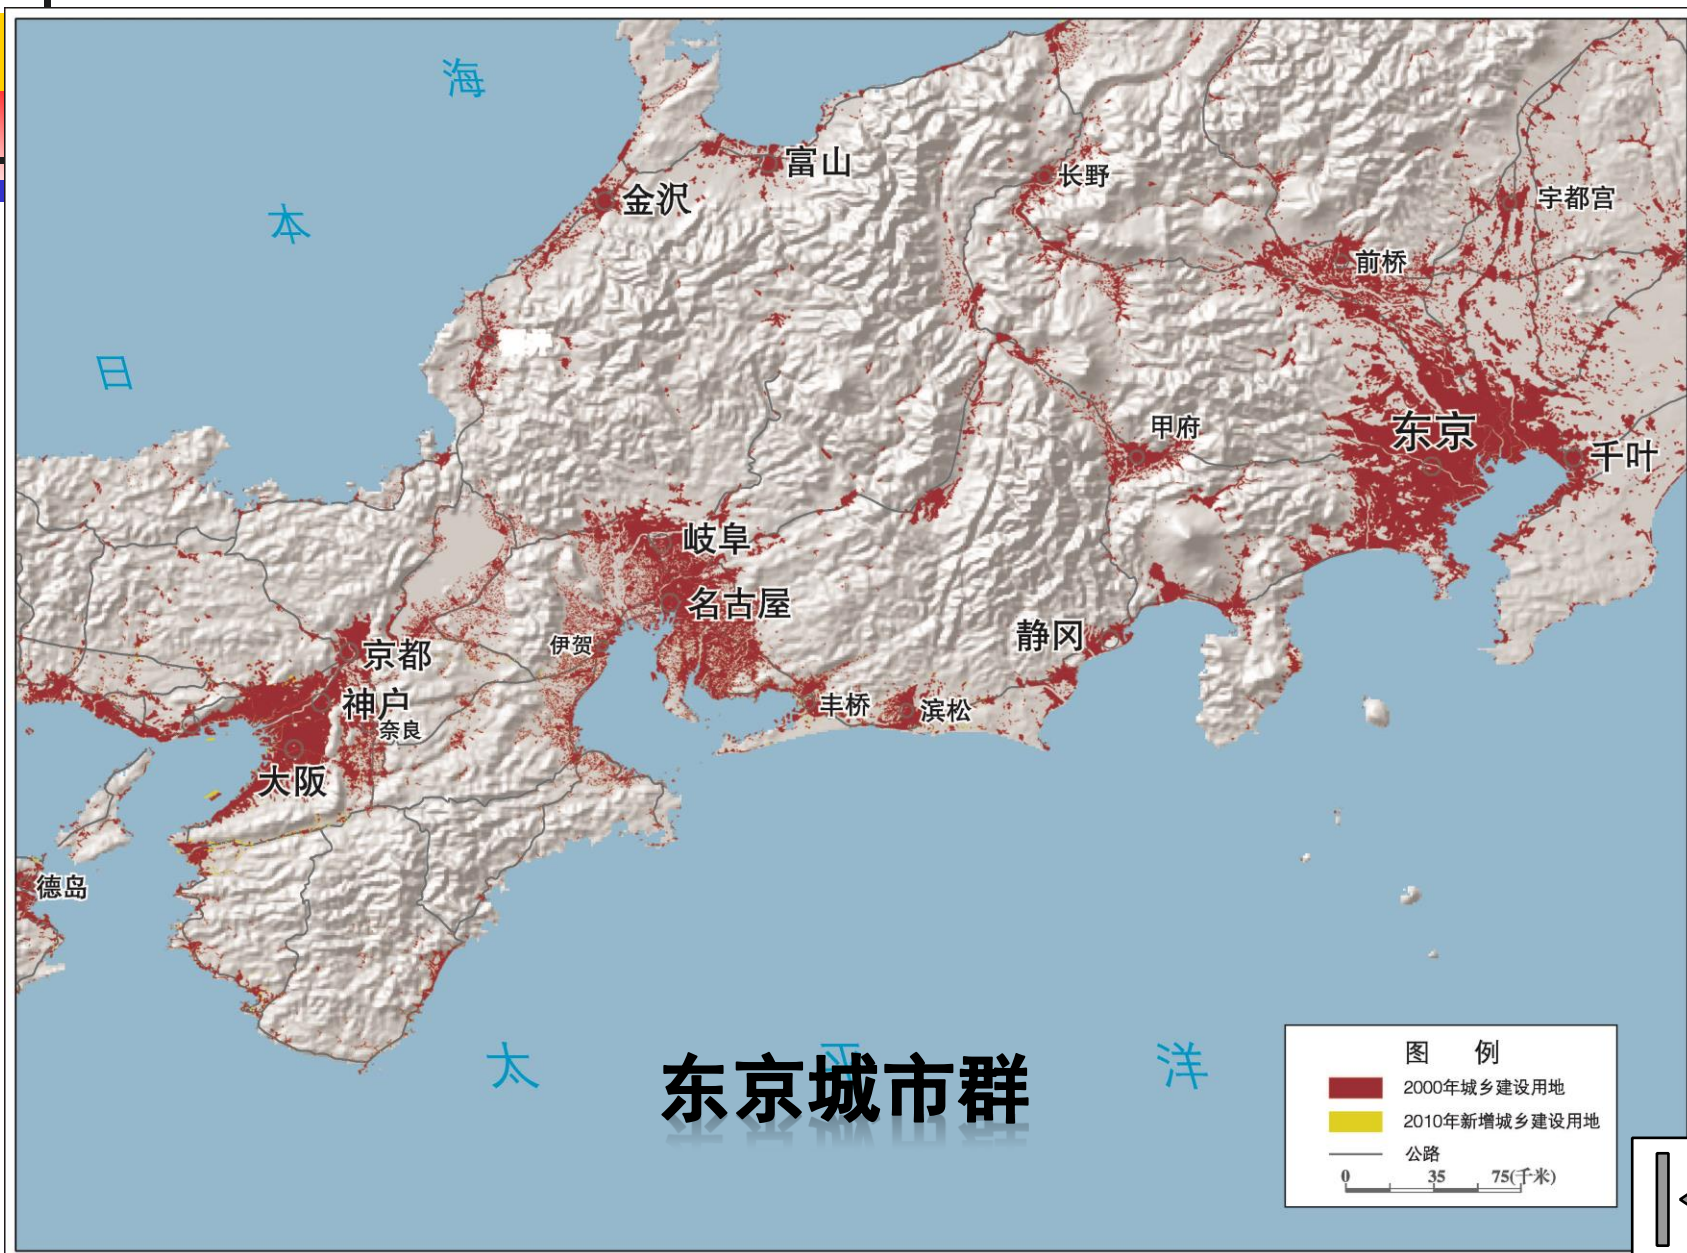 海
本
日
富山
金沢
长野
宇都宫
前桥
东京
千叶
甲府
岐阜
名古屋
伊贺
静冈
京都
神户
奈良
丰桥
滨松
大阪
德岛
太 平 洋
东京城市群
图 例
2000年城乡建设用地
2010年新增城乡建设用地
公路
0 35 75(千米)